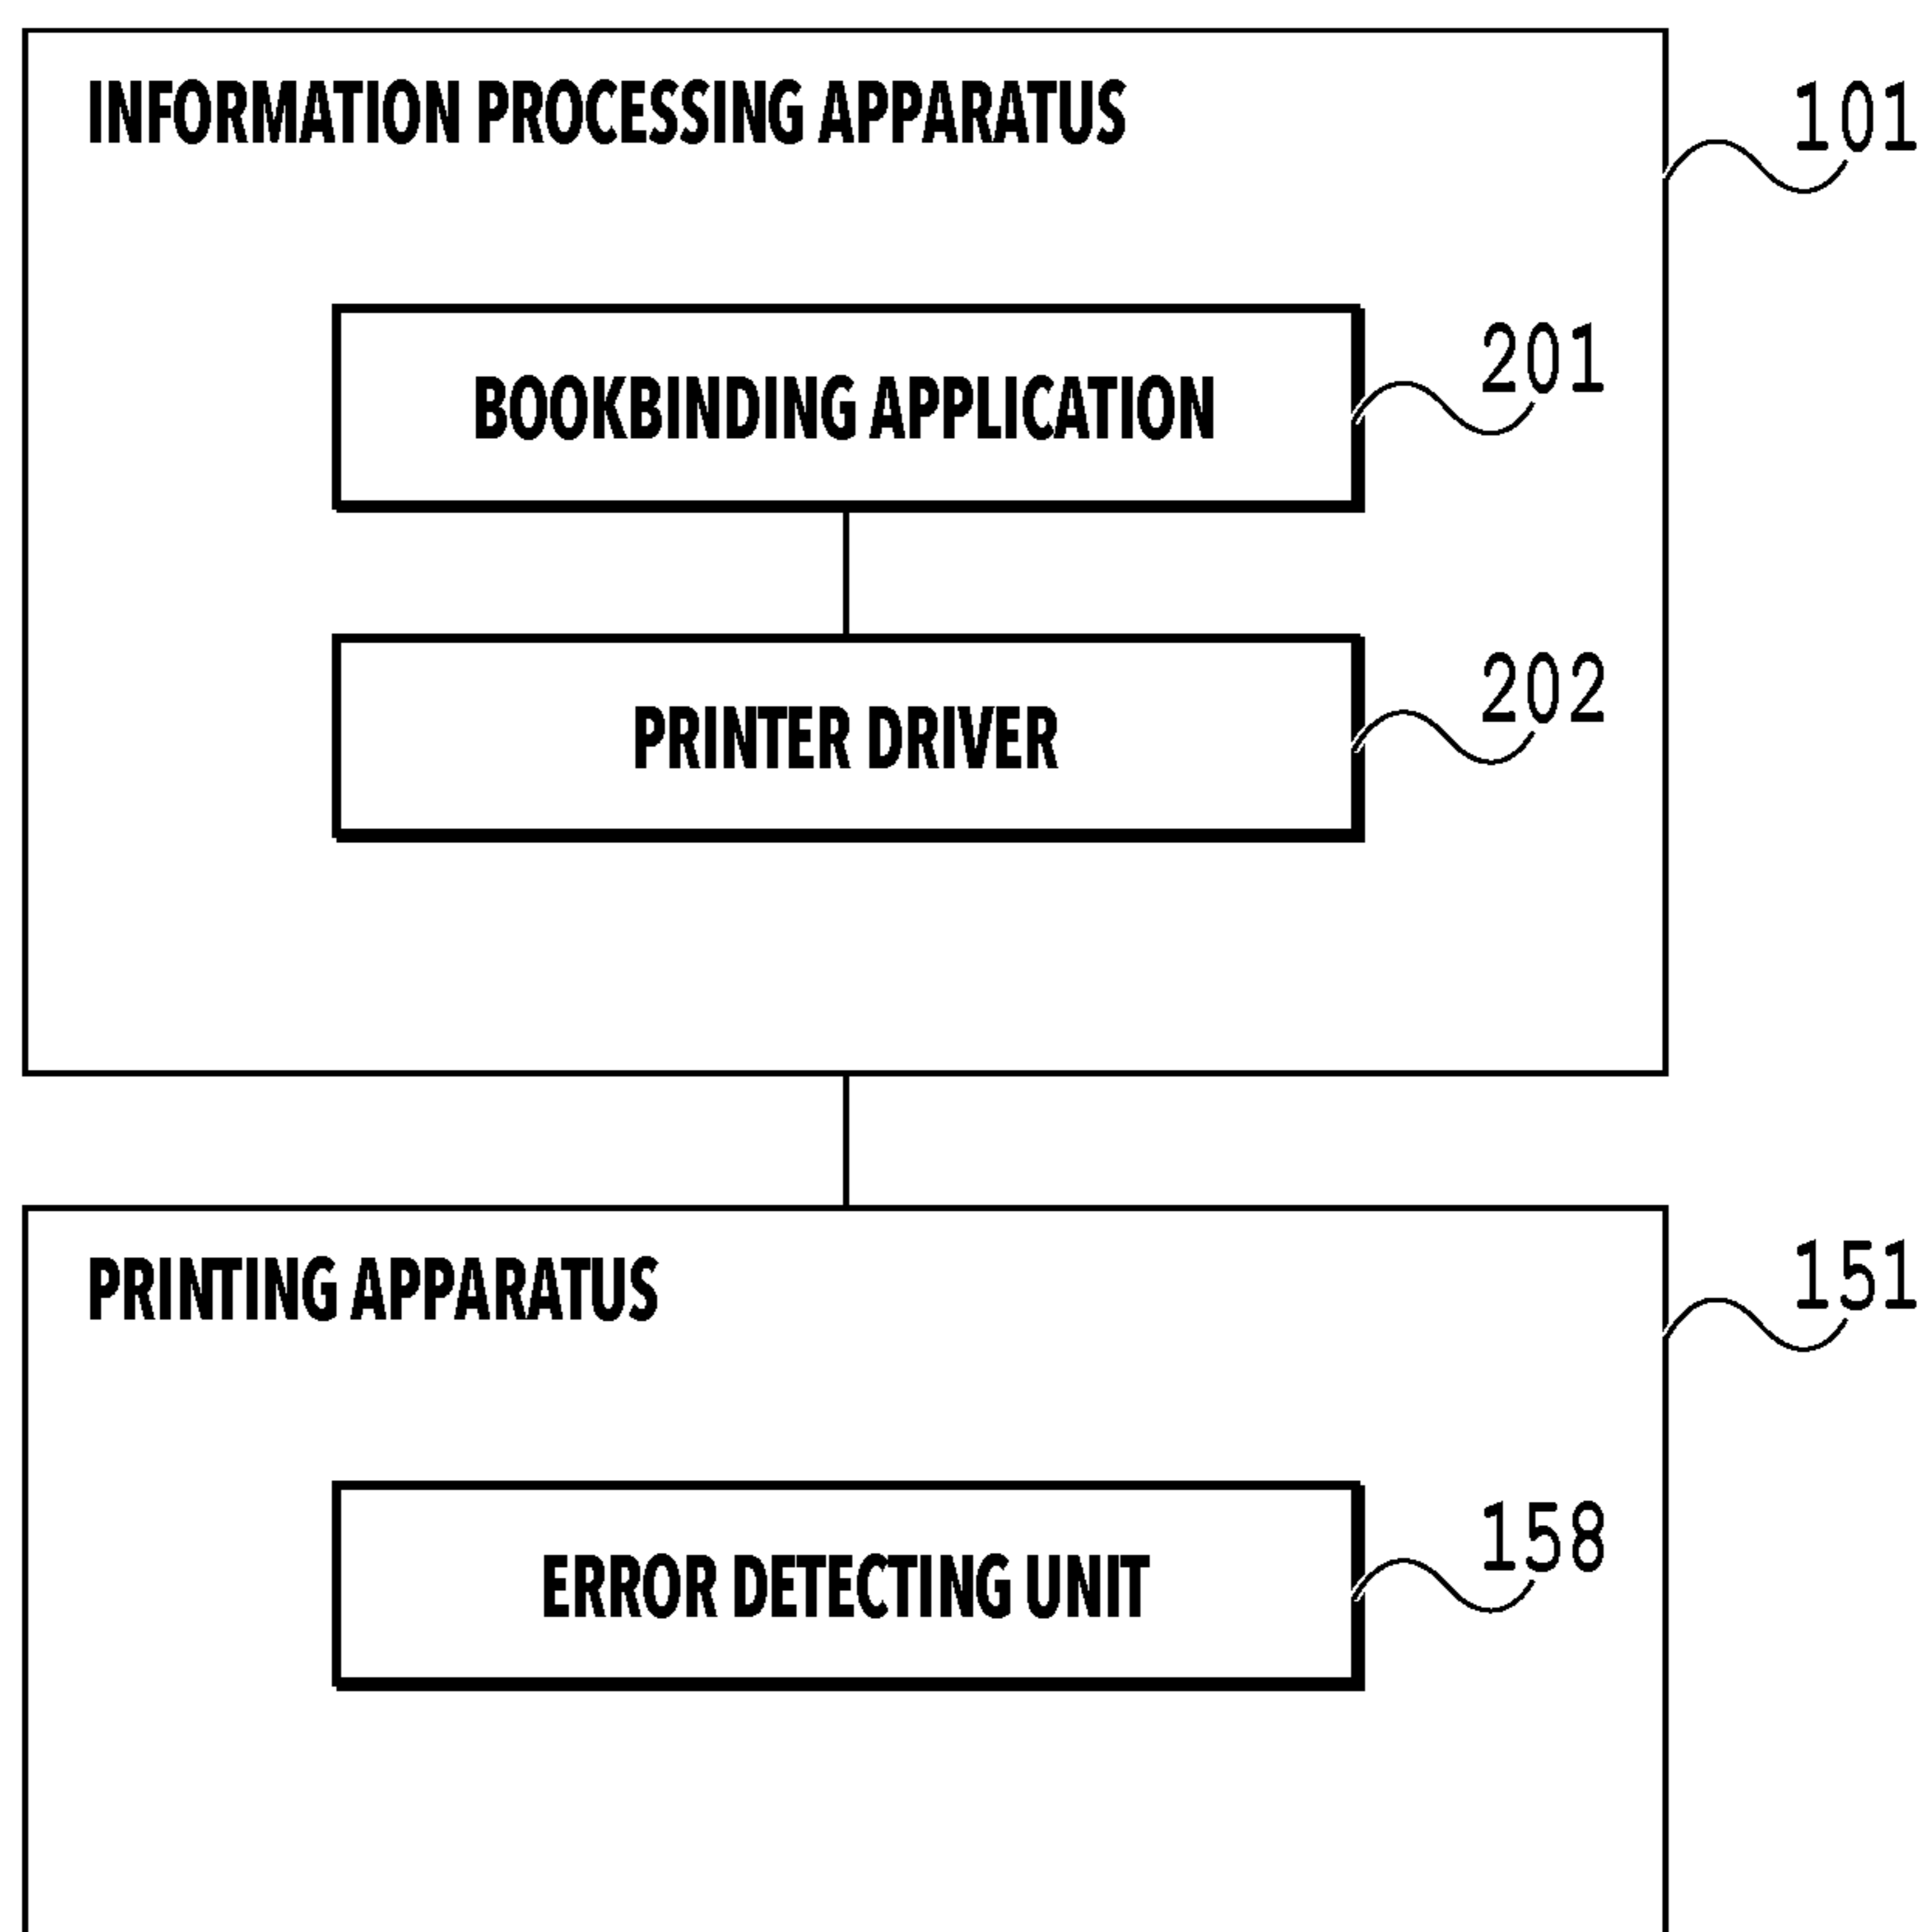 INFORMATION PROCESSING APPARATUS
101
BOOKBINDING APPLICATION
201
PRINTER DRIVER
202
PRINTING APPARATUS
151
ERROR DETECTING UNIT
158